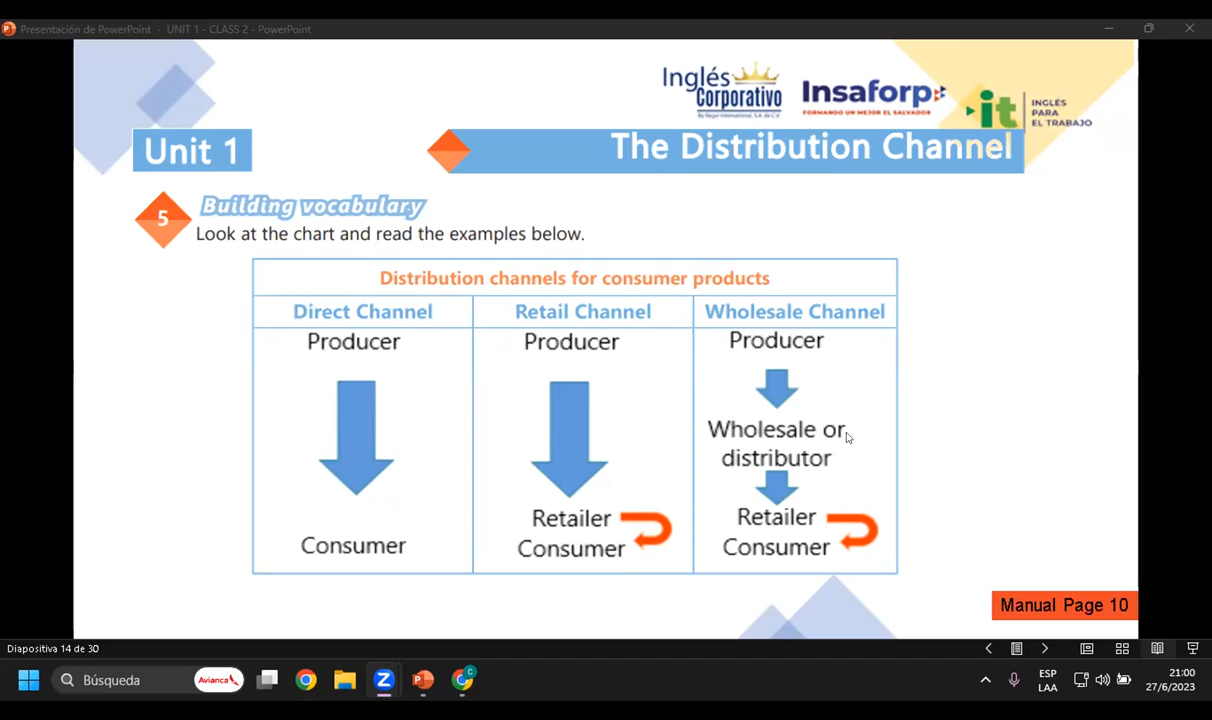 Presentación de PowerPoint - UNIT 1 - CLASS 2 - PowerPoint
Inglés
Corporativo
Insaforp
FORMANDO UN MEJOR EL SALVADOR
it
INGLÉS
PARA
EL TRABAJO
Unit 1
The Distribution Channel
5
Building vocabulary
Look at the chart and read the examples below.
Distribution channels for consumer products
Direct Channel
Retail Channel
Wholesale Channel
Producer
Producer
Producer
Wholesale or
distributor
Retailer
Retailer
Consumer
Consumer
Consumer
Manual Page 10
Diapositiva 14 de 30
Búsqueda
Avianca
ESP
LAA
21:00
27/6/2023